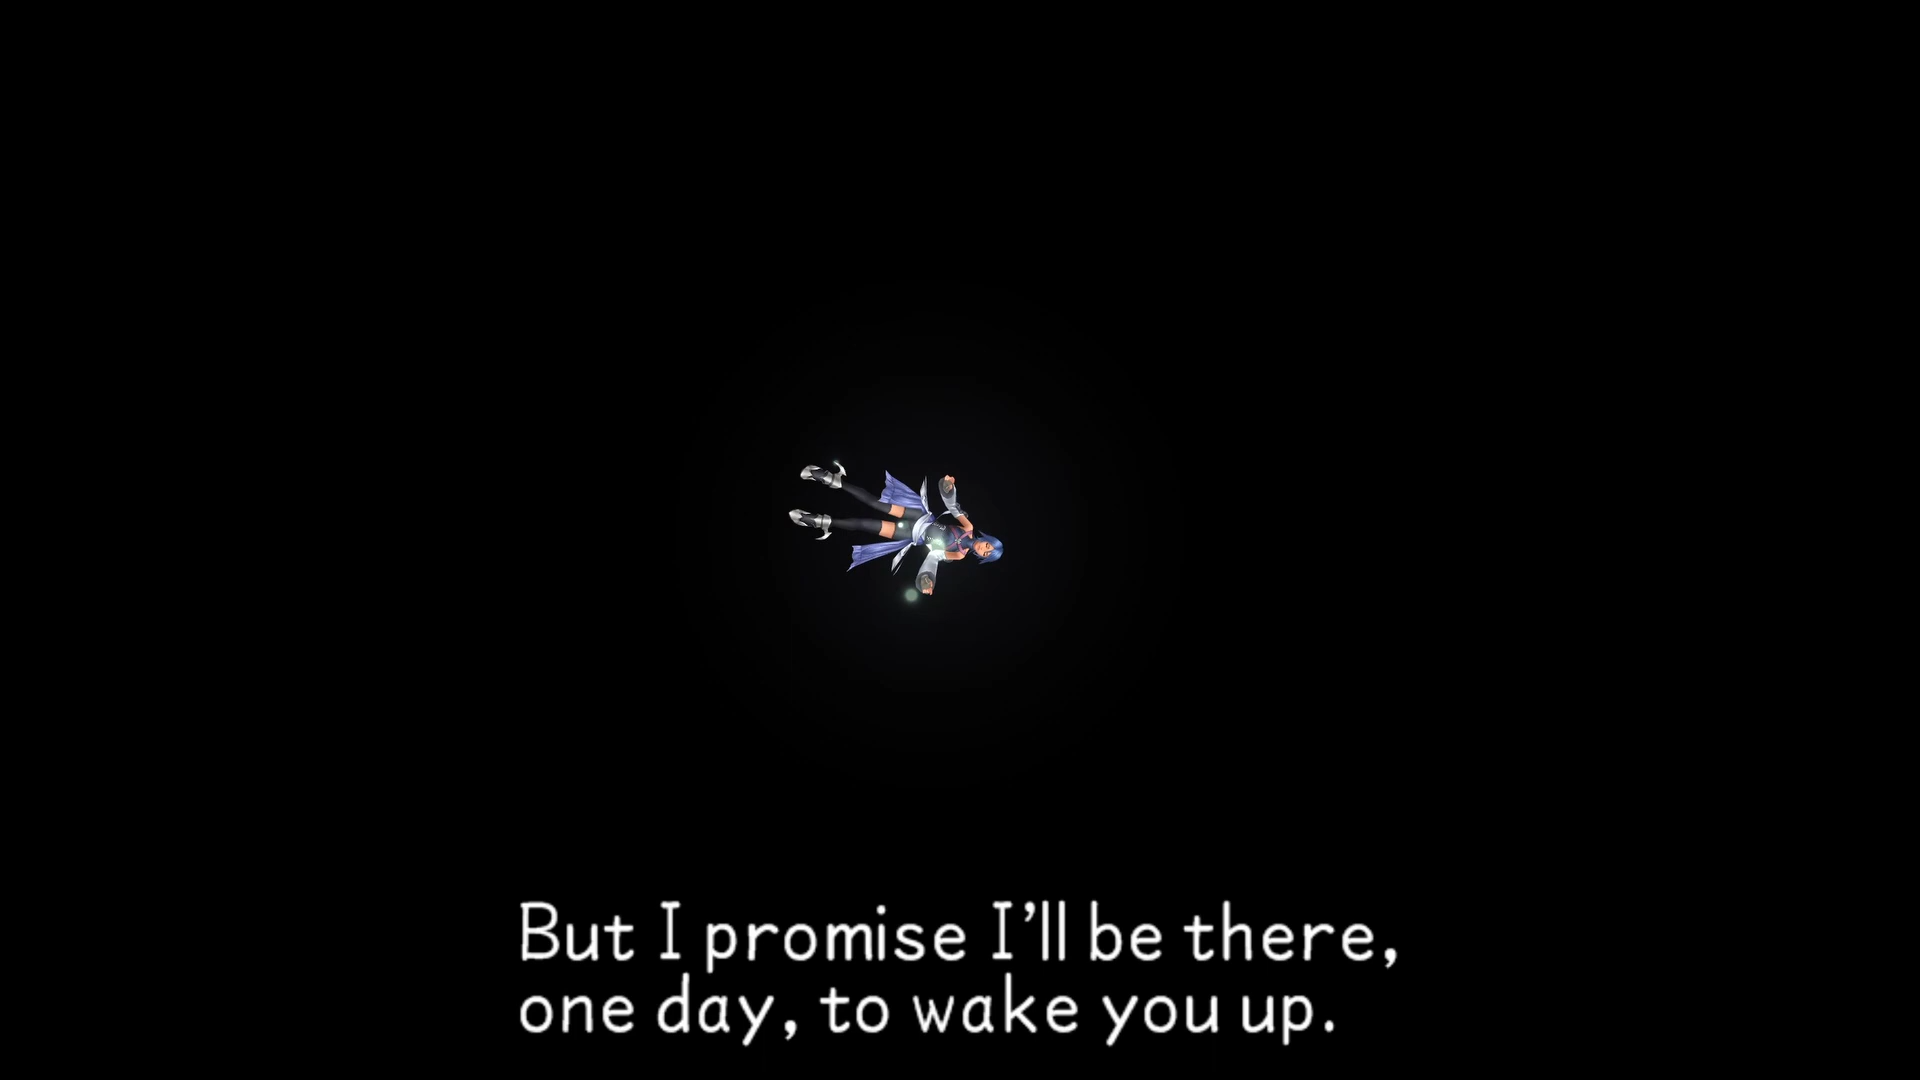 But I promise I’ll be there,
one day, to wake you up.